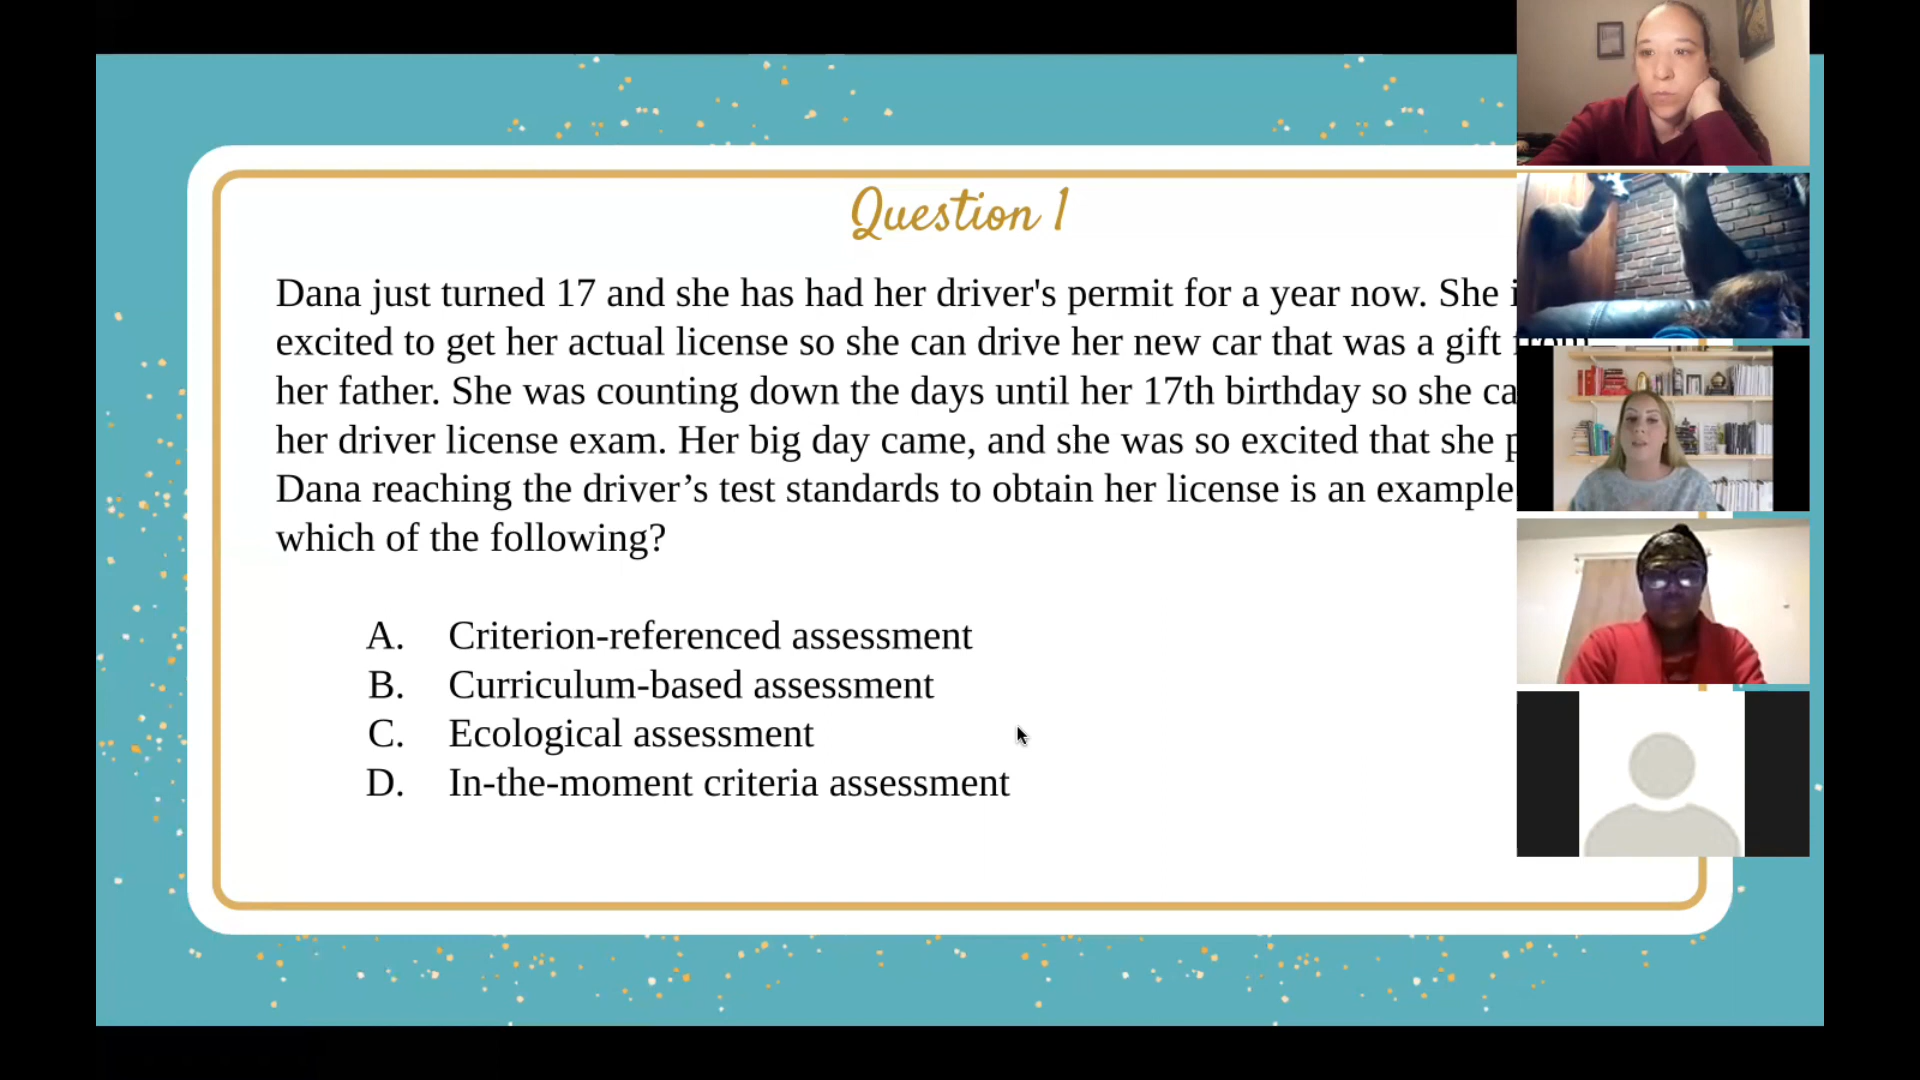 Question 1
Dana just turned 17 and she has had her driver's permit for a year now. She
excited to get her actual license so she can drive her new car that was a gift from
her father. She was counting down the days until her 17th birthday so she
her driver license exam. Her big day came, and she was so excited that she
Dana reaching the driver’s test standards to obtain her license is an example
which of the following?
A. Criterion-referenced assessment
B. Curriculum-based assessment
C. Ecological assessment
D. In-the-moment criteria assessment